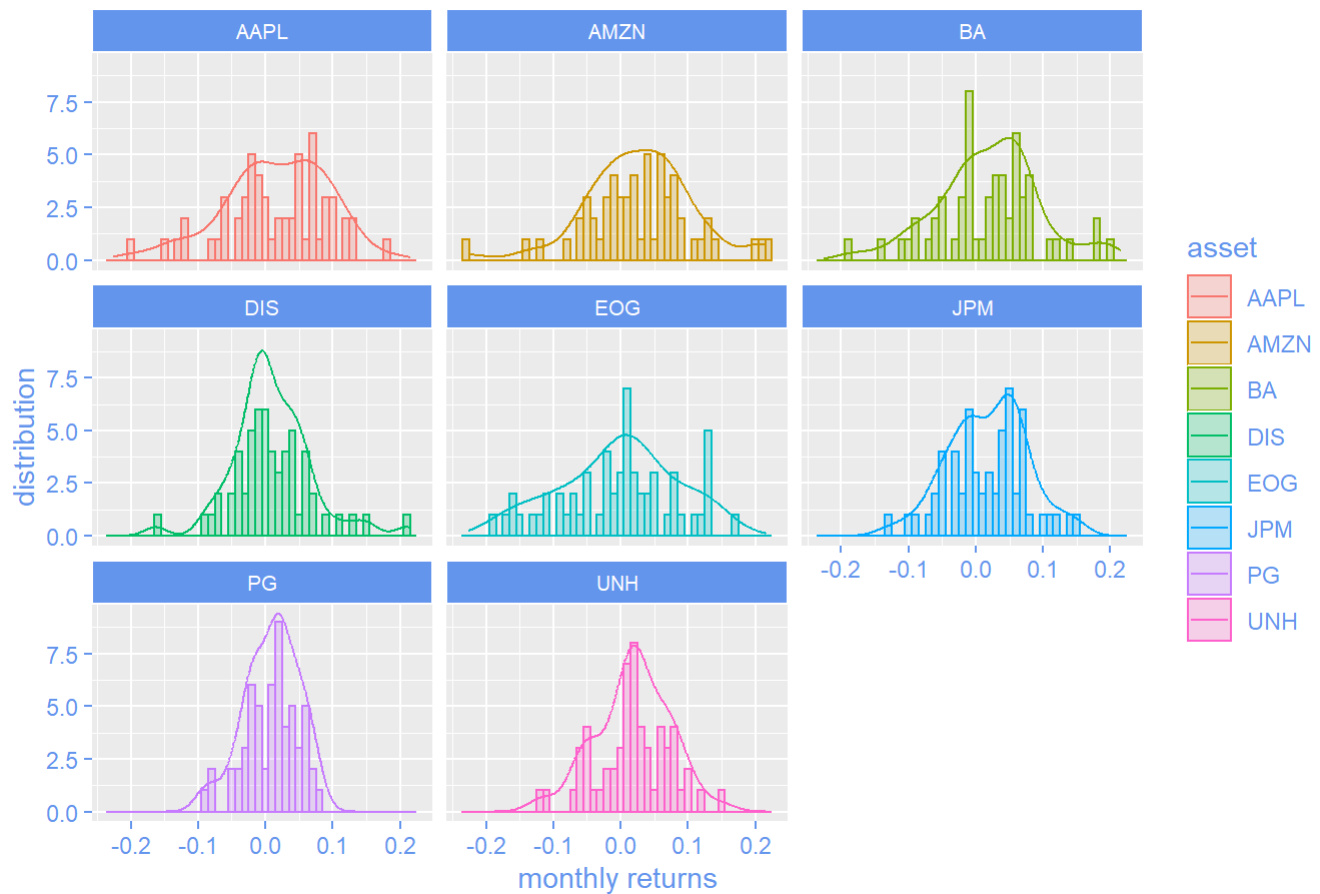 AAPL AMZN BA
7.5
5.0
2.5
0.0
DIS EOG JPM
7.5
5.0
2.5
0.0
-0.2 -0.1 0.0 0.1 0.2
PG UNH
7.5
5.0
2.5
0.0
-0.2 -0.1 0.0 0.1 0.2 -0.2 -0.1 0.0 0.1 0.2
monthly returns
distribution
asset
AAPL
AMZN
BA
DIS
EOG
JPM
PG
UNH